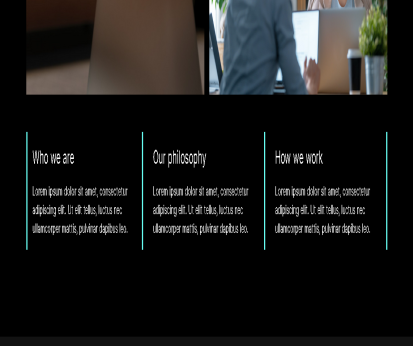 Who we are
Lorem ipsum dolor sit amet, consectetur
adipiscing elit. Ut elit tellus, luctus nec
ullamcorper mattis, pulvinar dapibus leo.
Our philosophy
Lorem ipsum dolor sit amet, consectetur
adipiscing elit. Ut elit tellus, luctus nec
ullamcorper mattis, pulvinar dapibus leo.
How we work
Lorem ipsum dolor sit amet, consectetur
adipiscing elit. Ut elit tellus, luctus nec
ullamcorper mattis, pulvinar dapibus leo.